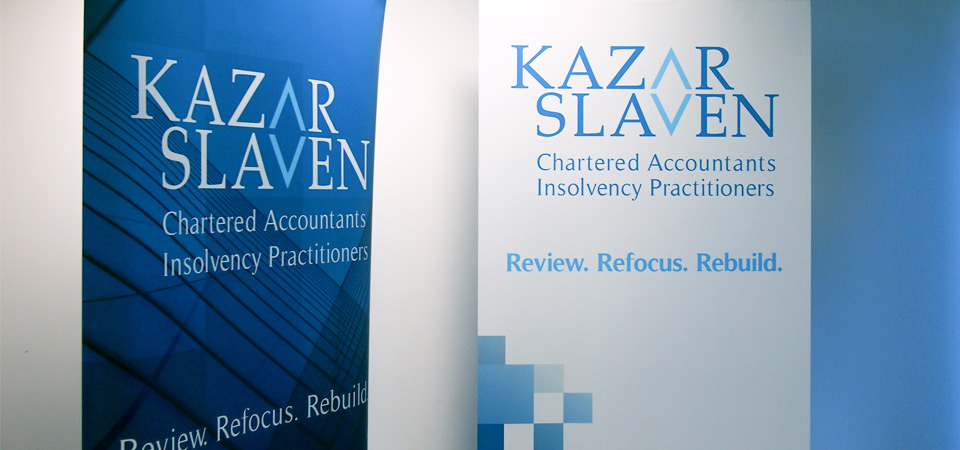 KAZAR
SLAVEN
Chartered Accountants
Insolvency Practitioners
Review. Refocus. Rebuild
KAZAR
SLAVEN
Chartered Accountants
Insolvency Practitioners
Review. Refocus. Rebuild.